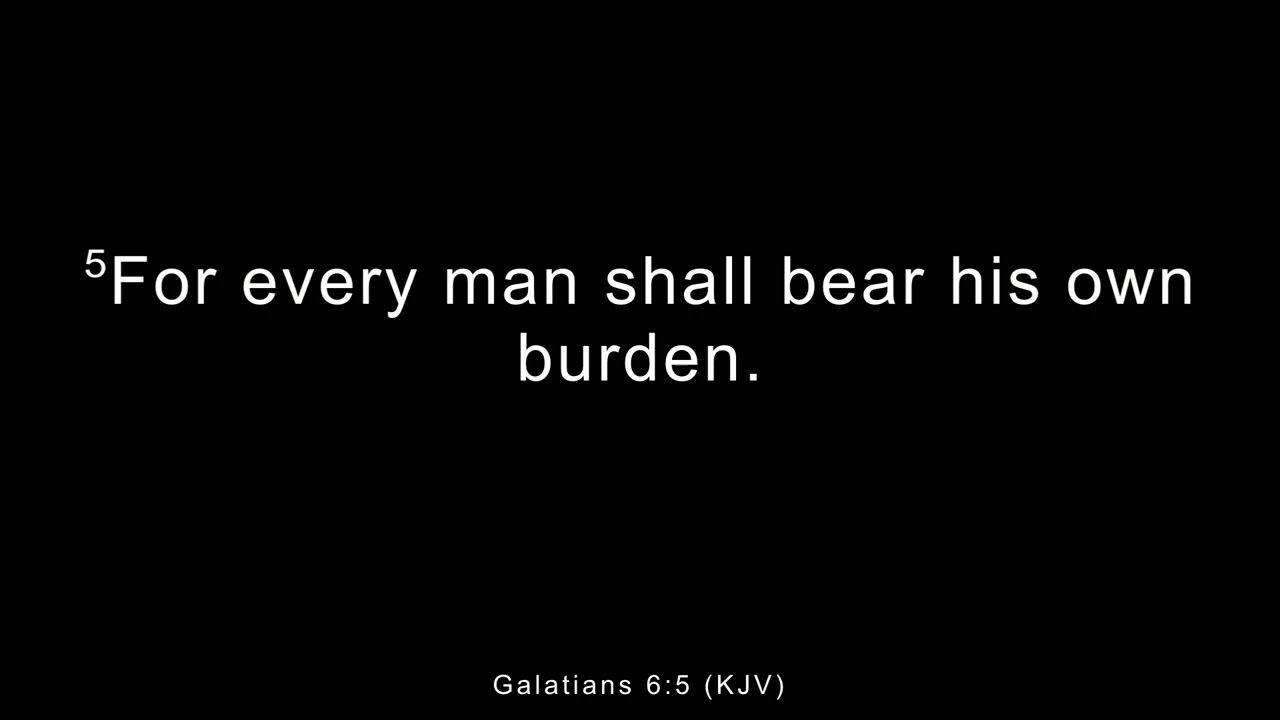 ⁵For every man shall bear his own
burden.
Galatians 6:5 (KJV)